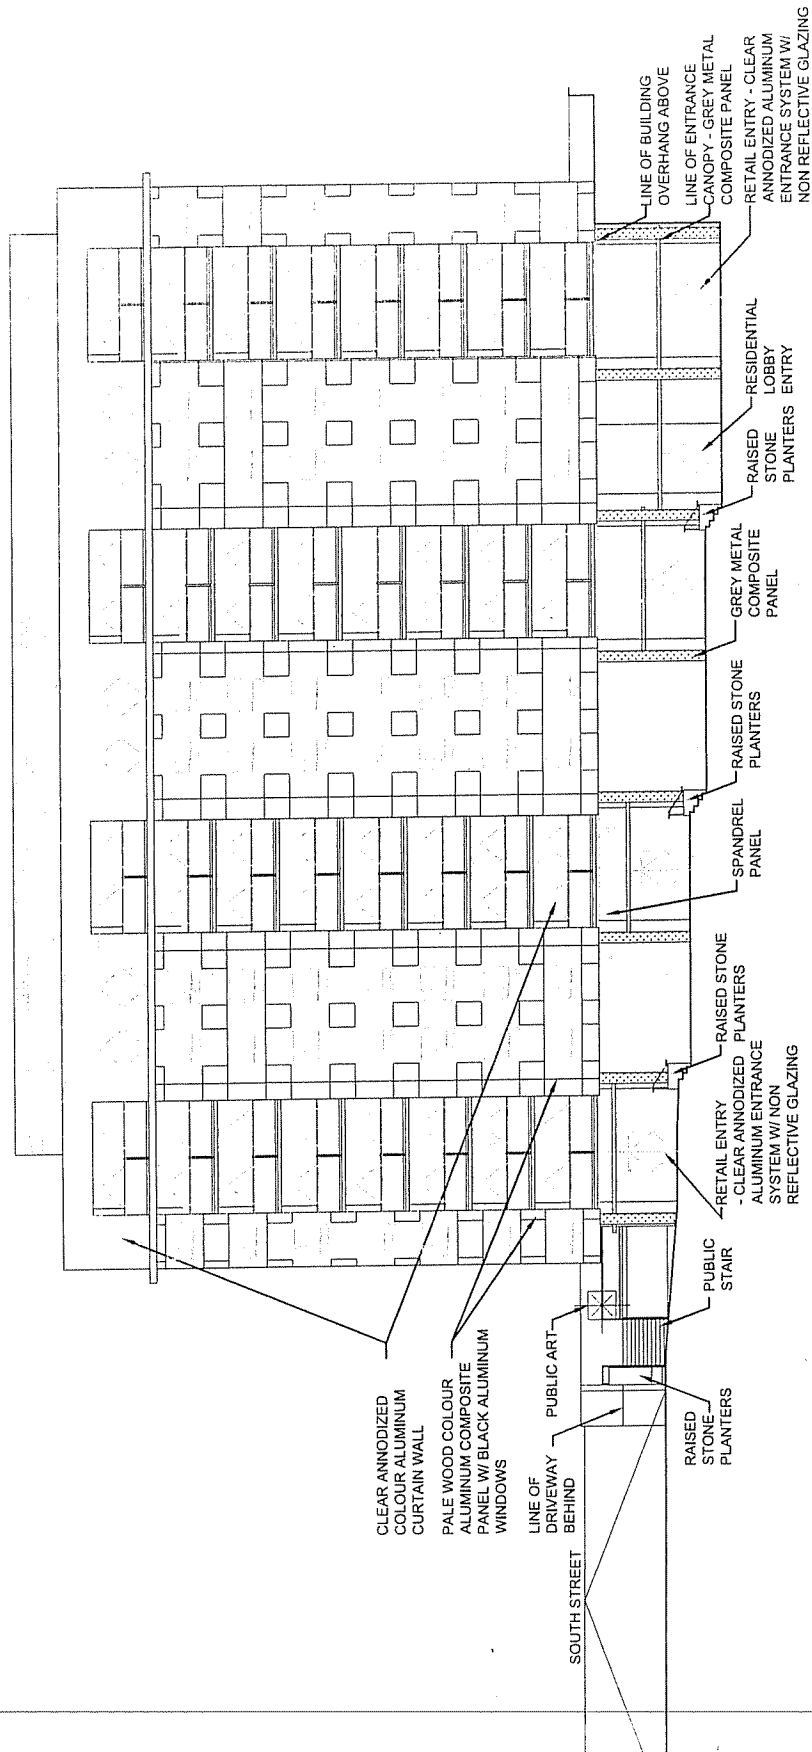 CLEAR ANNODIZED
COLOUR ALUMINUM
CURTAIN WALL
PALE WOOD COLOUR
ALUMINUM COMPOSITE
PANEL W/ BLACK ALUMINUM
WINDOWS
LINE OF
DRIVEWAY
BEHIND
PUBLIC ART
SOUTH STREET
RAISED
STONE
PLANTERS
PUBLIC
STAIR
RETAIL ENTRY
- CLEAR ANNODIZED
ALUMINUM ENTRANCE
SYSTEM W/ NON
REFLECTIVE GLAZING
RAISED STONE
PLANTERS
SPANDREL
PANEL
RAISED STONE
PLANTERS
GREY METAL
COMPOSITE
PANEL
RAISED
STONE
PLANTERS
RESIDENTIAL
LOBBY
ENTRY
LINE OF BUILDING
OVERHANG ABOVE
LINE OF ENTRANCE
CANOPY - GREY METAL
COMPOSITE PANEL
RETAIL ENTRY - CLEAR
ANODIZED ALUMINUM
ENTRANCE SYSTEM W/
NON REFLECTIVE GLAZING